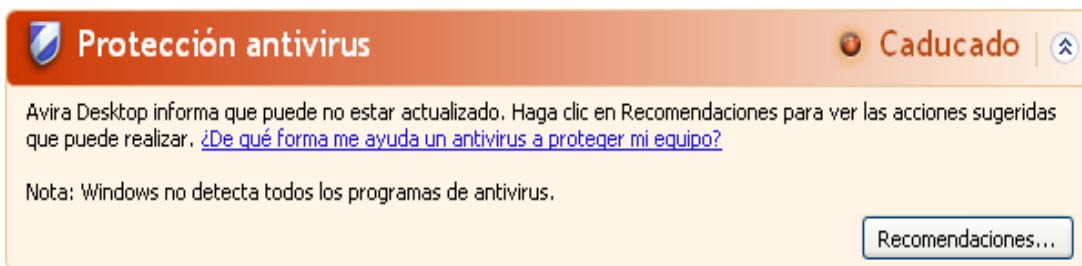 Protección antivirus Caducado
Avira Desktop informa que puede no estar actualizado. Haga clic en Recomendaciones para ver las acciones sugeridas
que puede realizar. ¿De qué forma me ayuda un antivirus a proteger mi equipo?
Nota: Windows no detecta todos los programas de antivirus.
Recomendaciones...